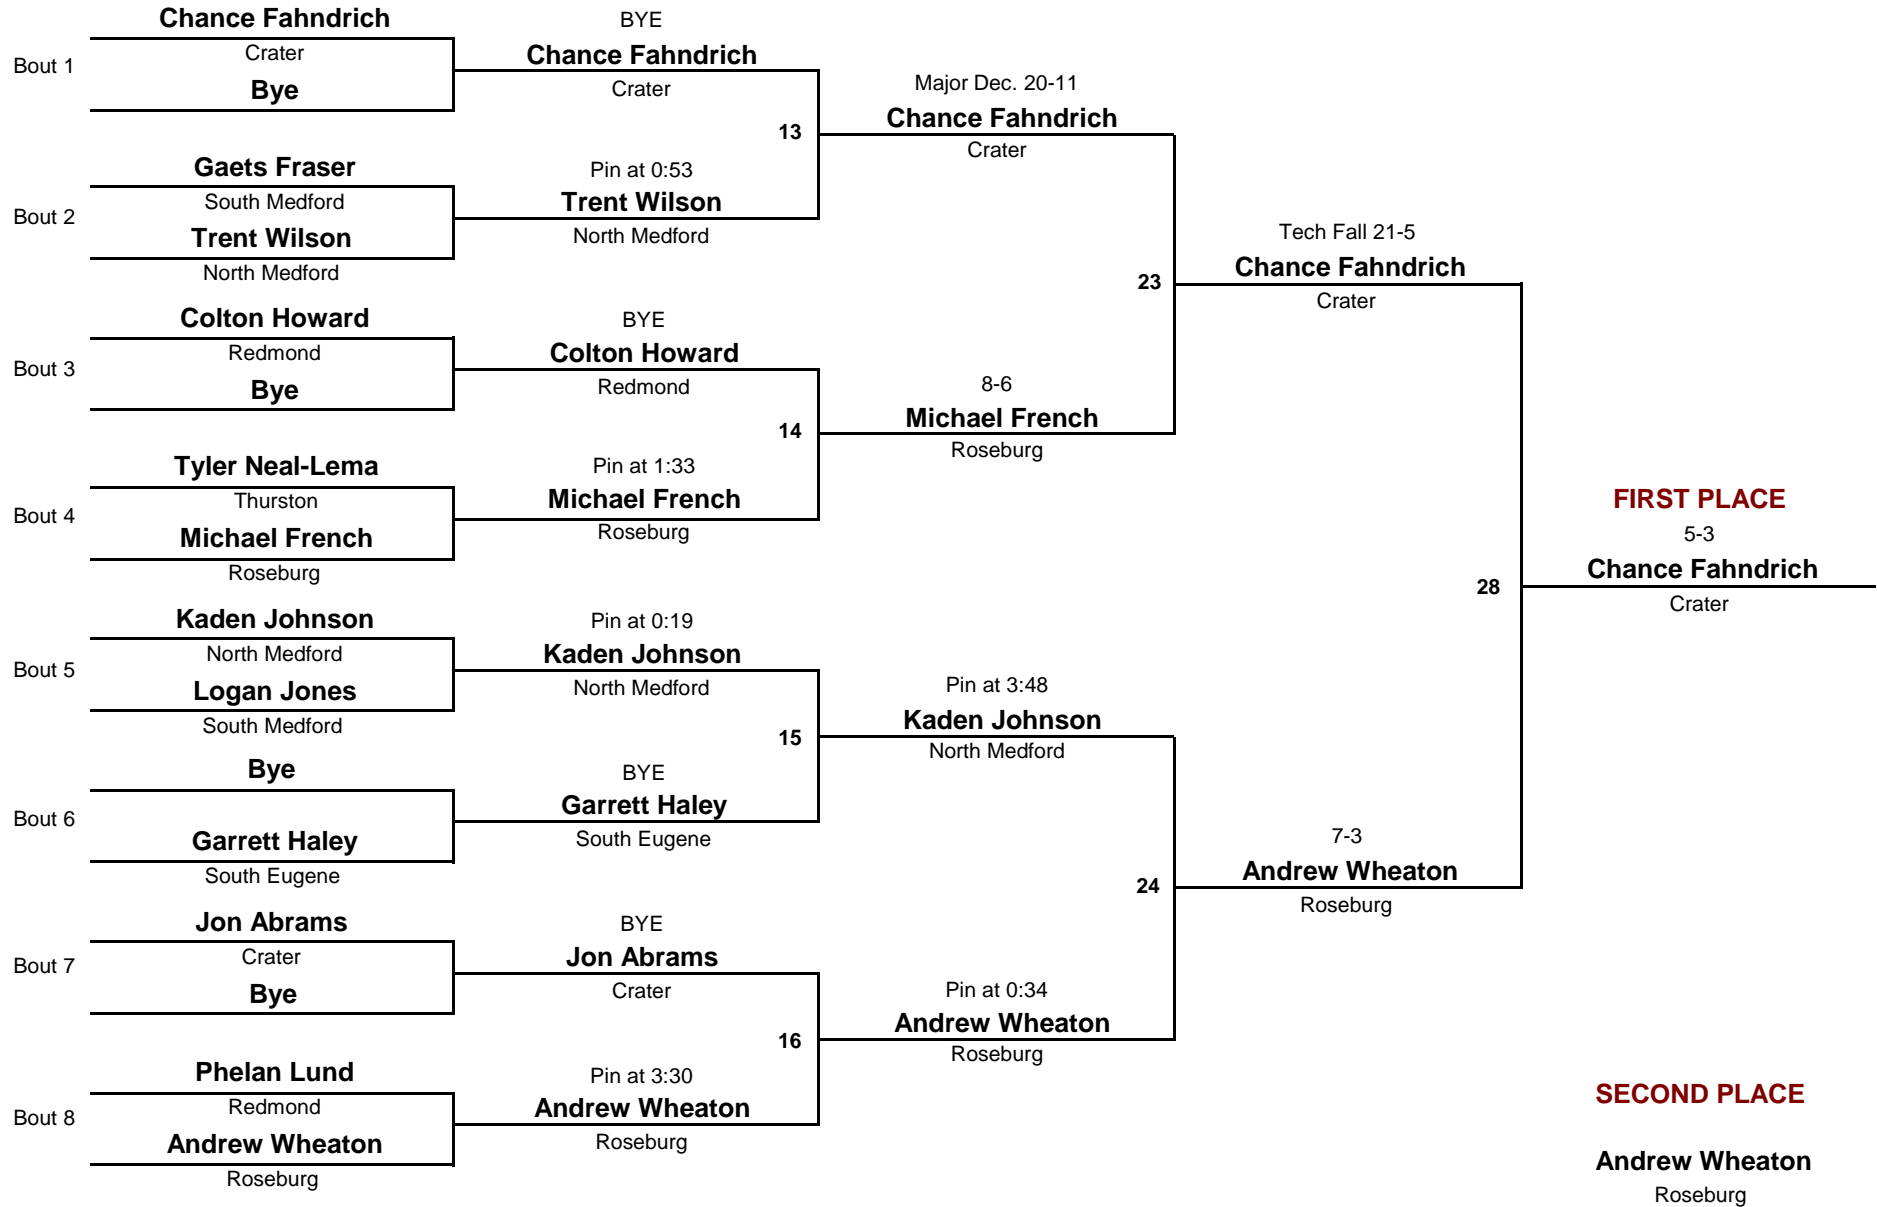 Chance Fahndrich
Bout 1
Crater
Bye
Gaets Fraser
Bout 2
South Medford
Trent Wilson
North Medford
Colton Howard
Bout 3
Redmond
Bye
Tyler Neal-Lema
Bout 4
Thurston
Michael French
Roseburg
Kaden Johnson
Bout 5
North Medford
Logan Jones
South Medford
Bye
Bout 6
Garrett Haley
South Eugene
Jon Abrams
Bout 7
Crater
Bye
Phelan Lund
Bout 8
Redmond
Andrew Wheaton
Roseburg
BYE
Chance Fahndrich
Crater
13
Pin at 0:53
Trent Wilson
North Medford
BYE
Colton Howard
Redmond
14
Pin at 1:33
Michael French
Roseburg
Pin at 0:19
Kaden Johnson
North Medford
15
BYE
Garrett Haley
South Eugene
BYE
Jon Abrams
Crater
16
Pin at 3:30
Andrew Wheaton
Roseburg
Major Dec. 20-11
Chance Fahndrich
Crater
23
8-6
Michael French
Roseburg
Pin at 3:48
Kaden Johnson
North Medford
24
Pin at 0:34
Andrew Wheaton
Roseburg
Tech Fall 21-5
Chance Fahndrich
Crater
28
7-3
Andrew Wheaton
Roseburg
FIRST PLACE
5-3
Chance Fahndrich
Crater
SECOND PLACE
Andrew Wheaton
Roseburg